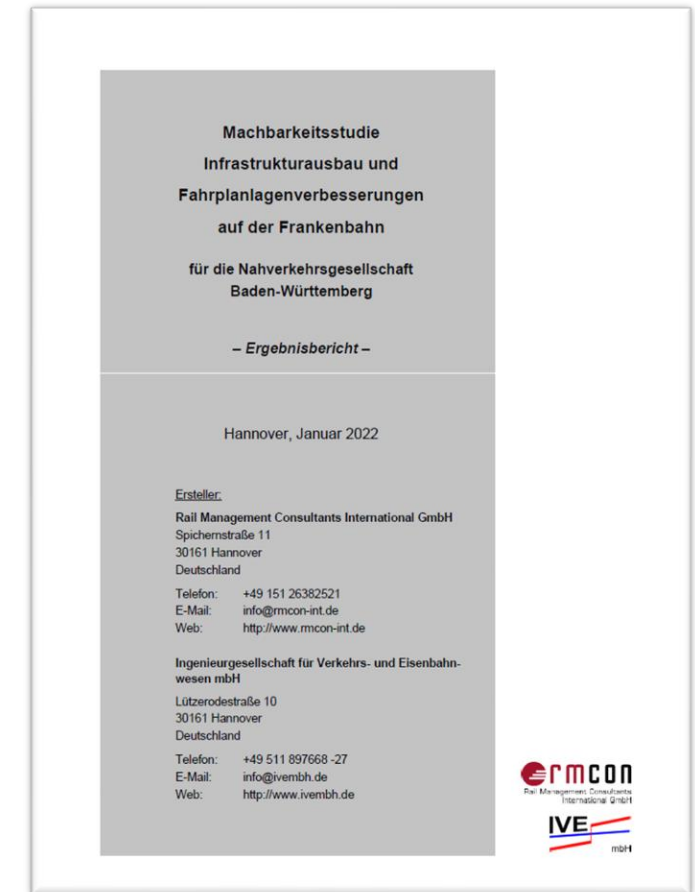 Machbarkeitsstudie
Infrastrukturausbau und
Fahrplanlagenverbesserungen
auf der Frankenbahn
für die Nahverkehrsgesellschaft
Baden-Württemberg
– Ergebnisbericht –
Hannover, Januar 2022
Ersteller:
Rail Management Consultants International GmbH
Spichernstraße 11
30161 Hannover
Deutschland
Telefon: +49 151 26382521
E-Mail: info@rmcon-int.de
Web: http://www.rmcon-int.de
Ingenieurgesellschaft für Verkehrs- und Eisenbahn-
wesen mbH
Lützerodestraße 10
30161 Hannover
Deutschland
Telefon: +49 511 897668 -27
E-Mail: info@ivembh.de
Web: http://www.ivembh.de
rmcon
Rail Management Consultants
International GmbH
IVE
mbH